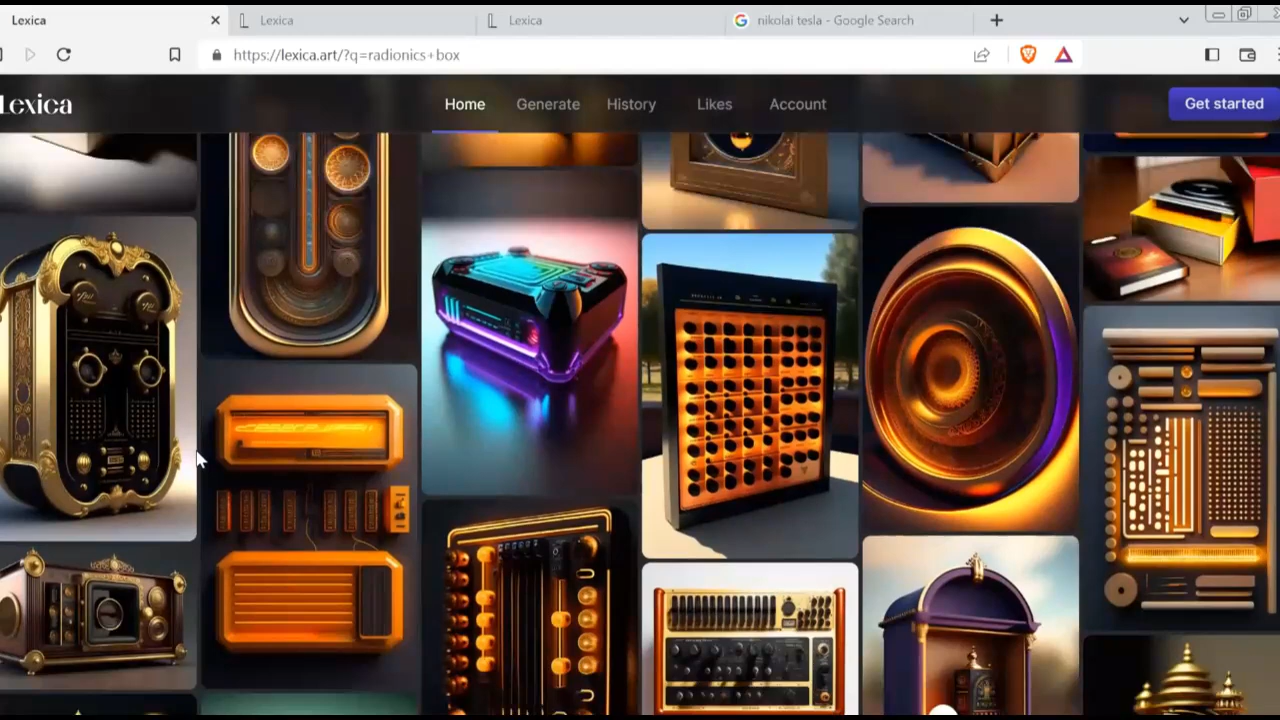 Lexica
Lexica
Lexica
nikolai tesla - Google Search
https://lexica.art/?q=radionics+box
Lexica
Home
Generate
History
Likes
Account
Get started